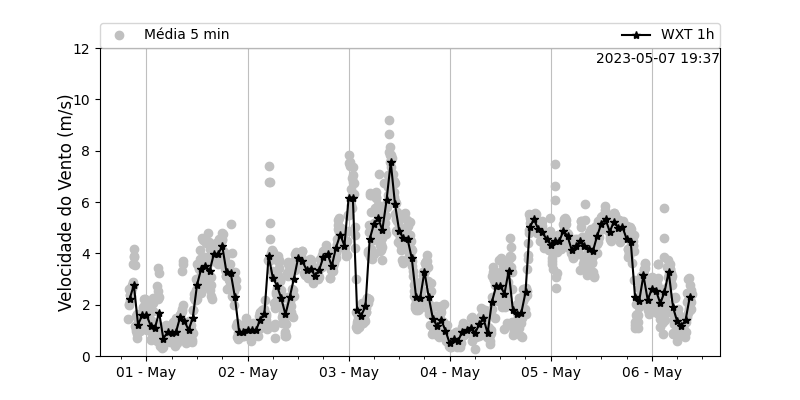 Média 5 min
WXT 1h
2023-05-07 19:37
Velocidade do Vento (m/s)
12
10
8
6
4
2
0
01 - May
02 - May
03 - May
04 - May
05 - May
06 - May